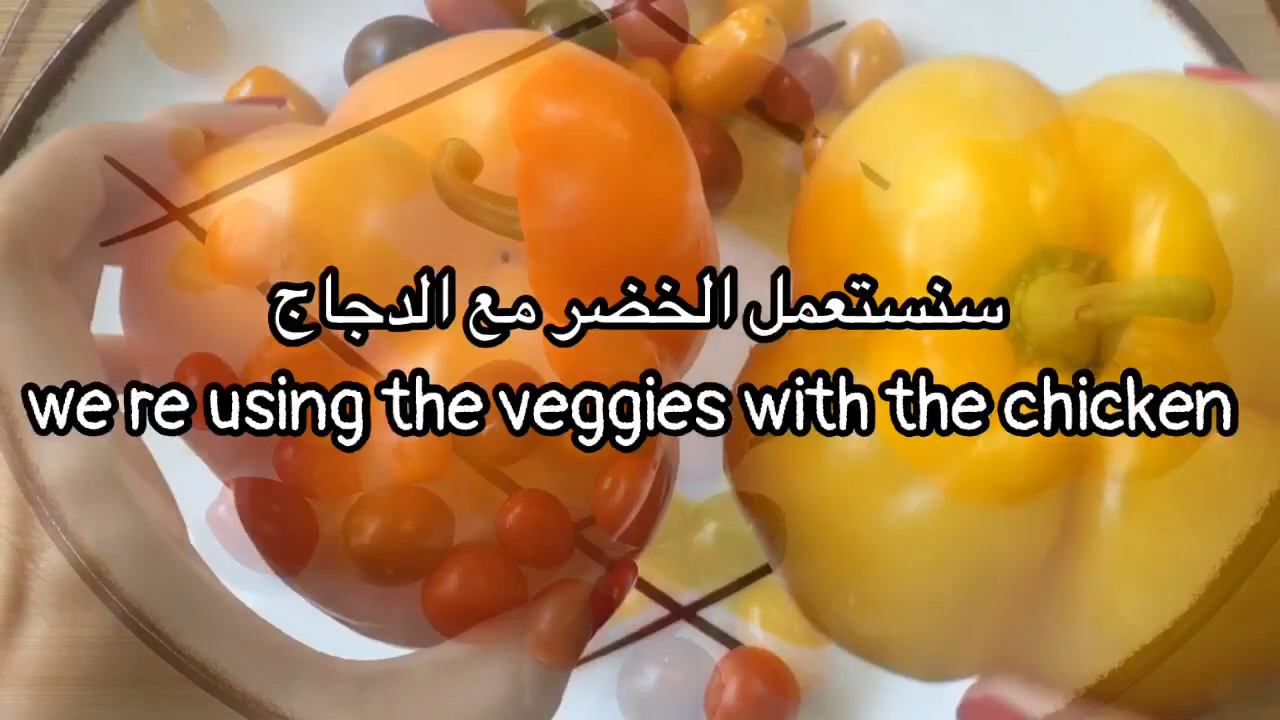 سنستعمل الخضر مع الدجاج
we re using the veggies with the chicken